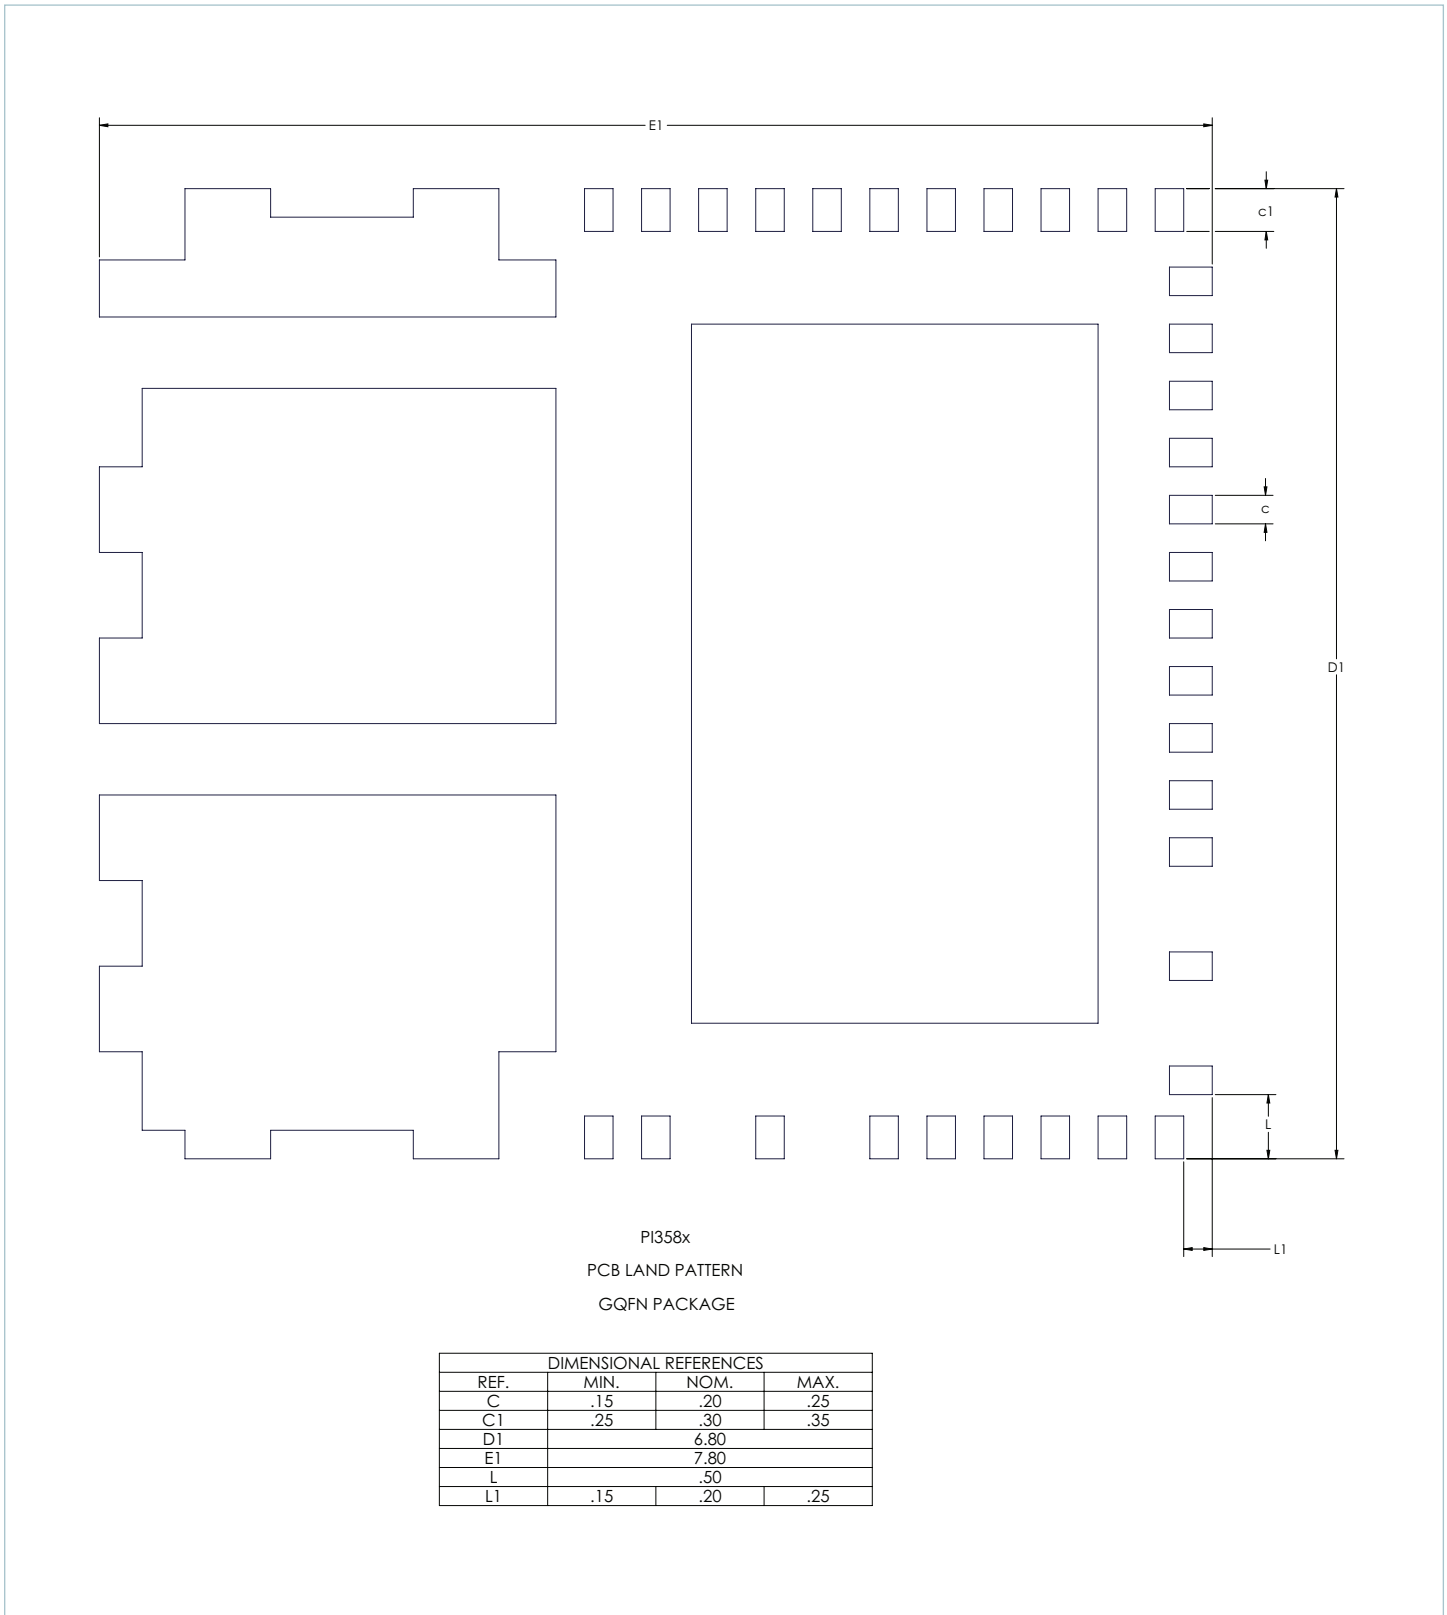 E1
c1
c
D1
L
L1
PI358x
PCB LAND PATTERN
GQFN PACKAGE
DIMENSIONAL REFERENCES
REF. MIN. NOM. MAX.
C .15 .20 .25
C1 .25 .30 .35
D1 6.80
E1 7.80
L .50
L1 .15 .20 .25